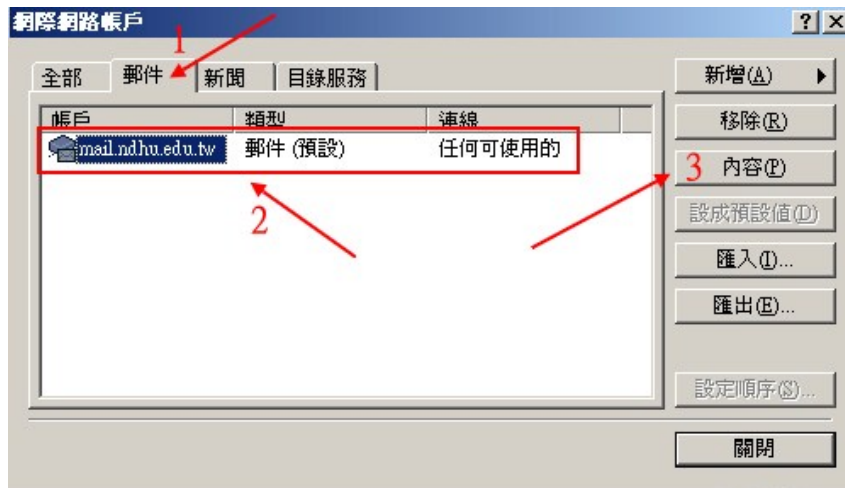 網際網路帳戶
1
全部 郵件 新聞 目錄服務
新增(A)
帳戶 類型 連線
移除(R)
mail.ndhu.edu.tw 郵件 (預設) 任何可使用的
3 內容(P)
2
設成預設值(D)
匯入(I)...
匯出(E)...
設定順序(S)...
關閉